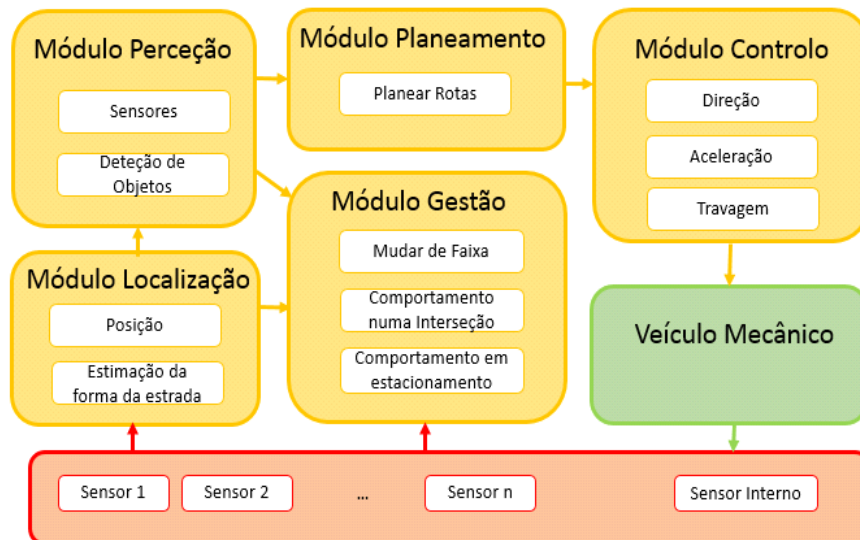 Módulo Perceção
Sensores
Deteção de
Objetos
Módulo Planeamento
Planear Rotas
Módulo Controlo
Direção
Aceleração
Travagem
Módulo Localização
Posição
Estimação da
forma da estrada
Módulo Gestão
Mudar de Faixa
Comportamento
numa Interseção
Comportamento em
estacionamento
Veículo Mecânico
Sensor 1
Sensor 2
...
Sensor n
Sensor Interno